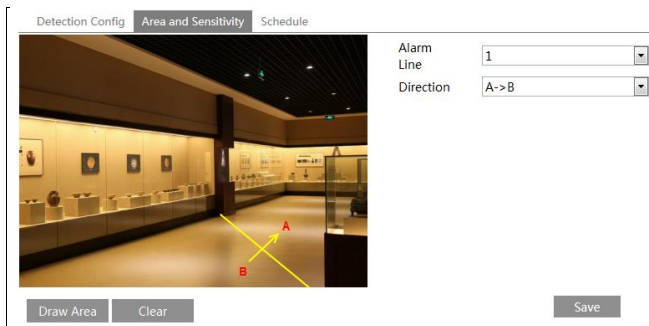 Detection Config Area and Sensitivity Schedule
Alarm
Line
1
Direction
A->B
A
B
Draw Area Clear
Save